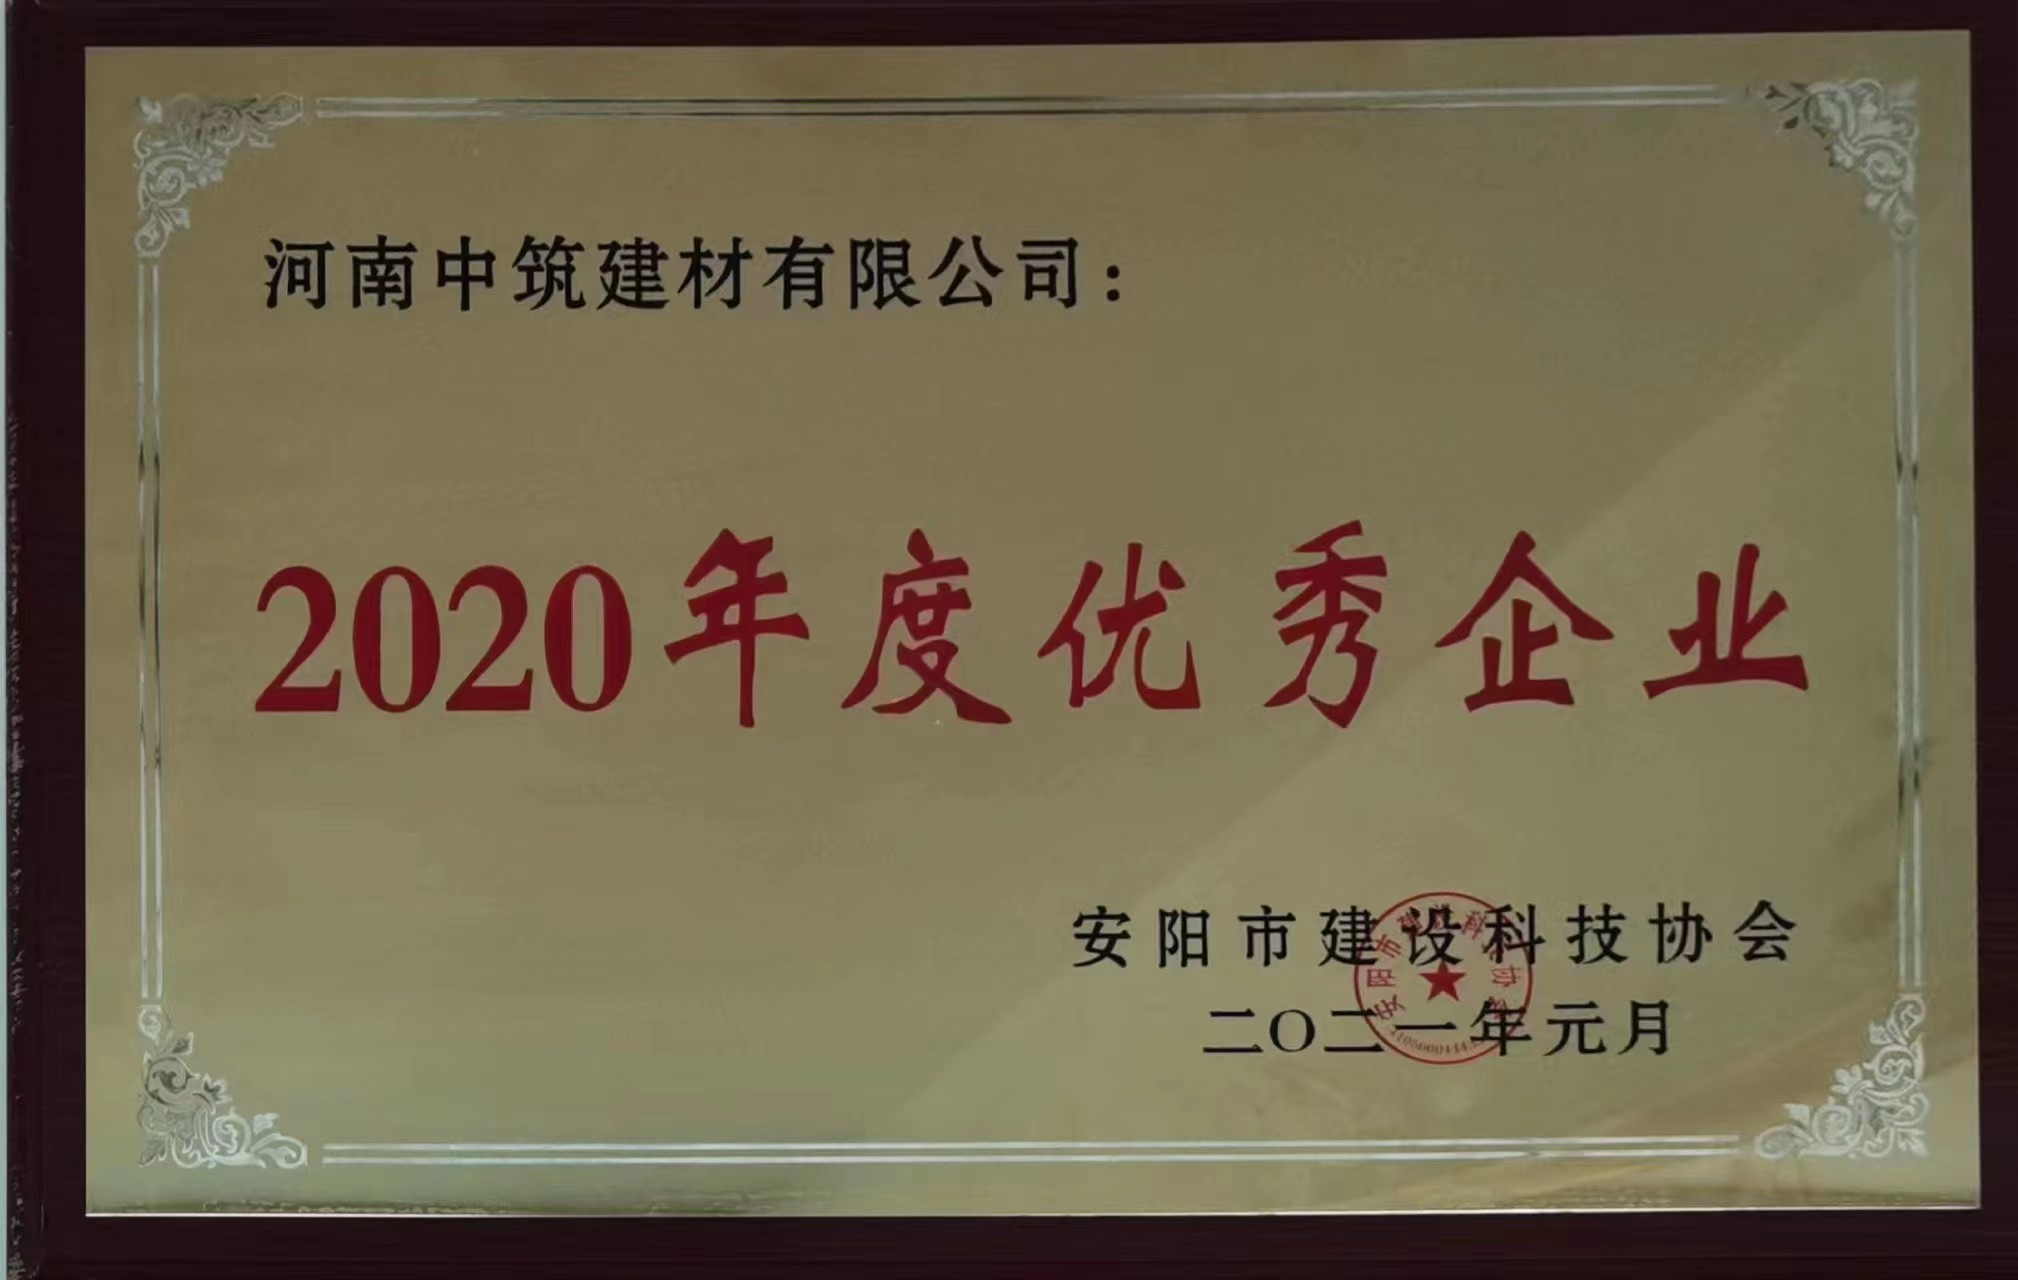 河南中筑建材有限公司：
2020年度优秀企业
安阳市建设科技协会
二〇二一年元月